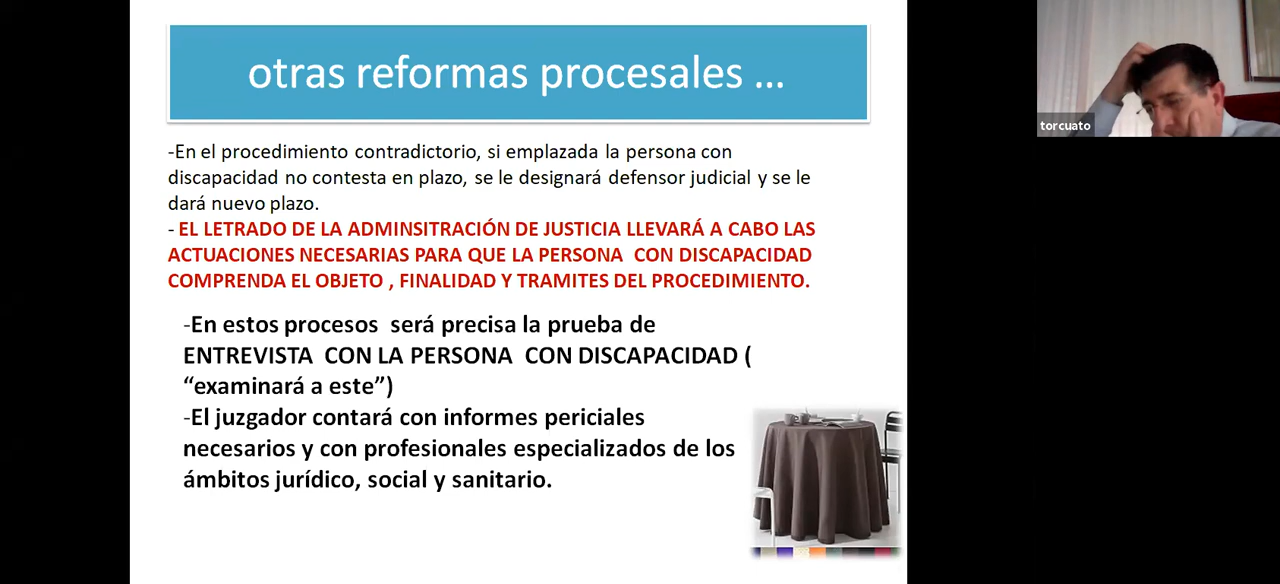 otras reformas procesales ...
torcuato
-En el procedimiento contradictorio, si emplazada la persona con
discapacidad no contesta en plazo, se le designará defensor judicial y se le
dará nuevo plazo.
- EL LETRADO DE LA ADMINSITRACIÓN DE JUSTICIA LLEVARÁ A CABO LAS
ACTUACIONES NECESARIAS PARA QUE LA PERSONA CON DISCAPACIDAD
COMPRENDA EL OBJETO , FINALIDAD Y TRAMITES DEL PROCEDIMIENTO.
-En estos procesos será precisa la prueba de
ENTREVISTA CON LA PERSONA CON DISCAPACIDAD (
“examinará a este”)
-El juzgador contará con informes periciales
necesarios y con profesionales especializados de los
ámbitos jurídico, social y sanitario.